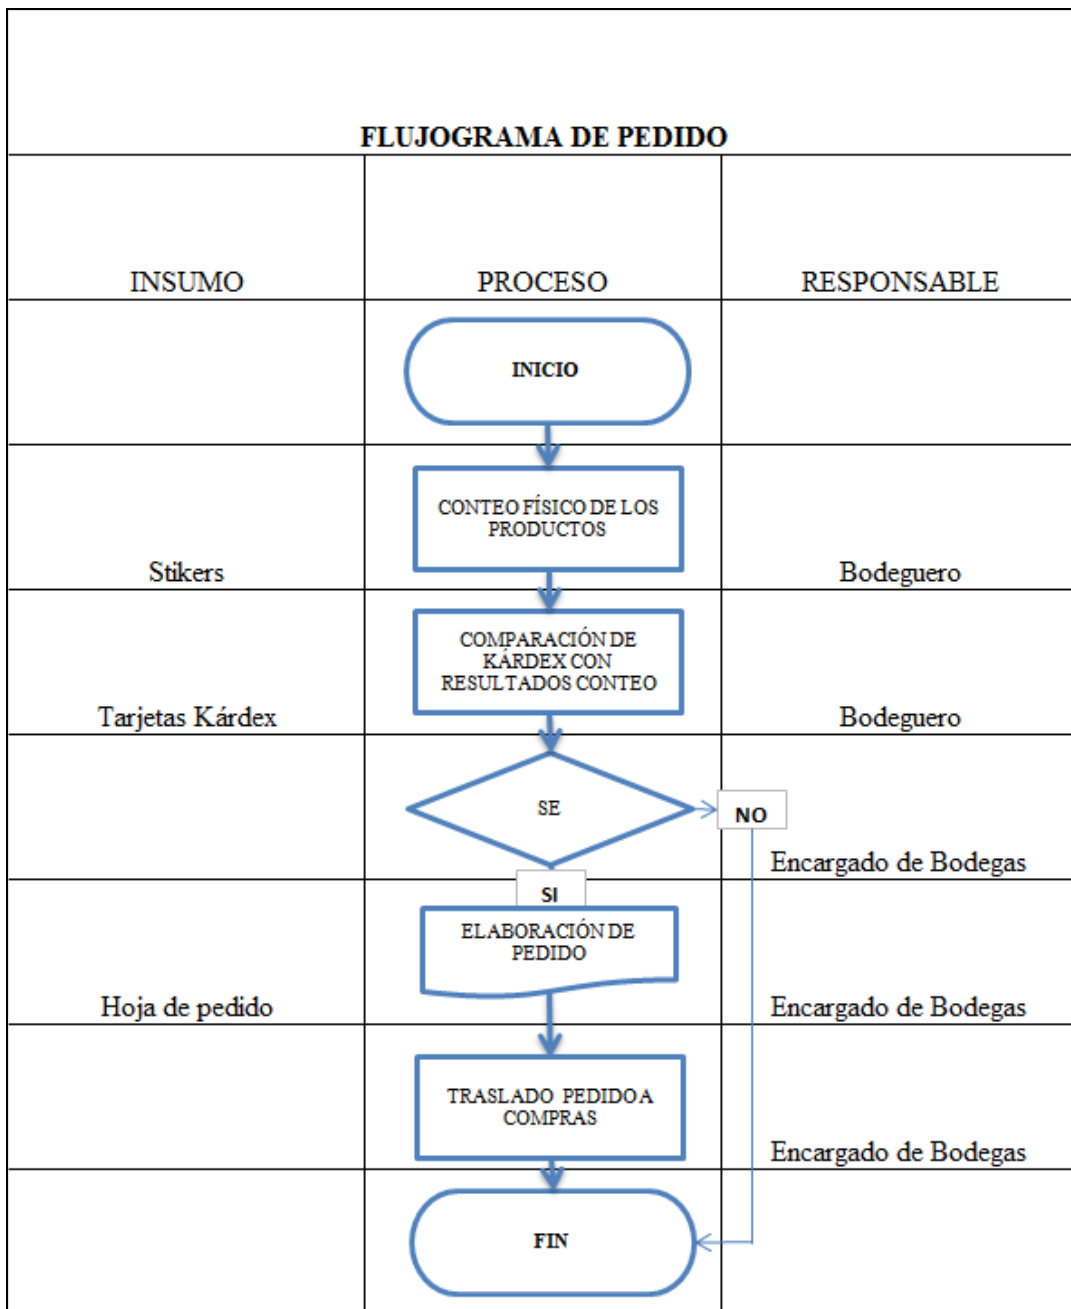 FLUJOGRAMA DE PEDIDO
INSUMO
PROCESO
RESPONSABLE
INICIO
CONTEO FÍSICO DE LOS
PRODUCTOS
Stikers
Bodeguero
COMPARACIÓN DE
KÁRDEX CON
RESULTADOS CONTEO
Tarjetas Kárdex
Bodeguero
SE
NO
Encargado de Bodegas
SI
ELABORACIÓN DE
PEDIDO
Hoja de pedido
Encargado de Bodegas
TRASLADO PEDIDO A
COMPRAS
Encargado de Bodegas
FIN